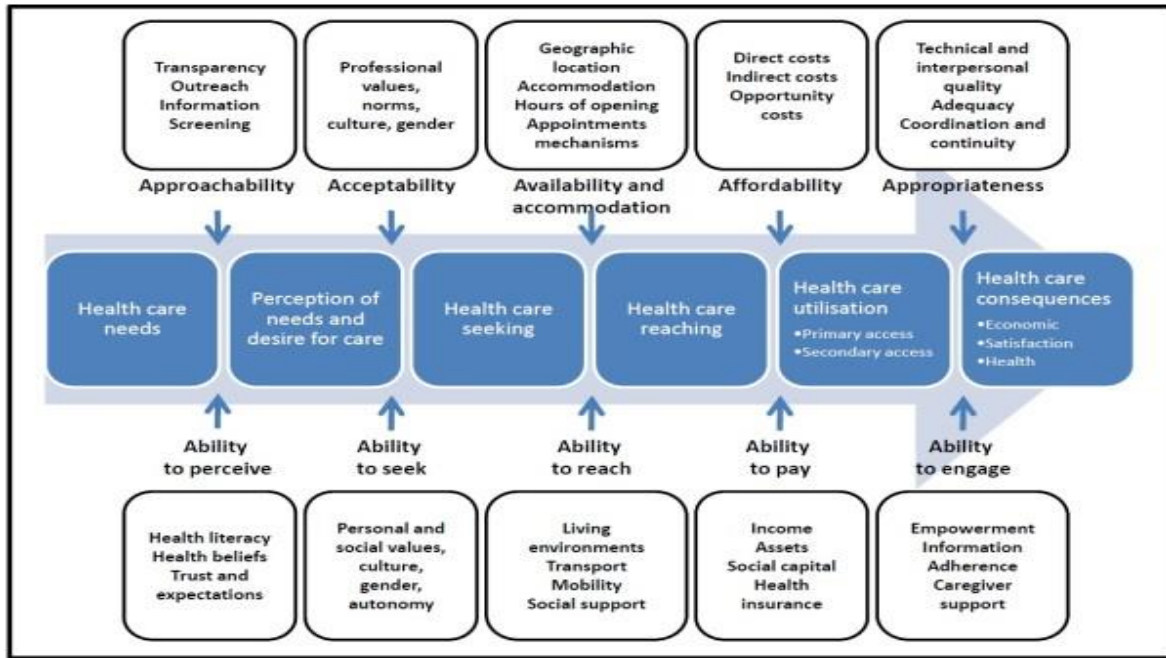 Transparency
Outreach
Information
Screening
Professional
values,
norms,
culture, gender
Geographic
location
Accommodation
Hours of opening
Appointments
mechanisms
Direct costs
Indirect costs
Opportunity
costs
Technical and
interpersonal
quality
Adequacy
Coordination and
continuity
Approachability
Acceptability
Availability and
accommodation
Affordability
Appropriateness
Health care
needs
Perception of
needs and
desire for care
Health care
seeking
Health care
reaching
Health care
utilisation
•Primary access
•Secondary access
Health care
consequences
•Economic
•Satisfaction
•Health
Ability
to perceive
Ability
to seek
Ability
to reach
Ability
to pay
Ability
to engage
Health literacy
Health beliefs
Trust and
expectations
Personal and
social values,
culture,
gender,
autonomy
Living
environments
Transport
Mobility
Social support
Income
Assets
Social capital
Health
insurance
Empowerment
Information
Adherence
Caregiver
support